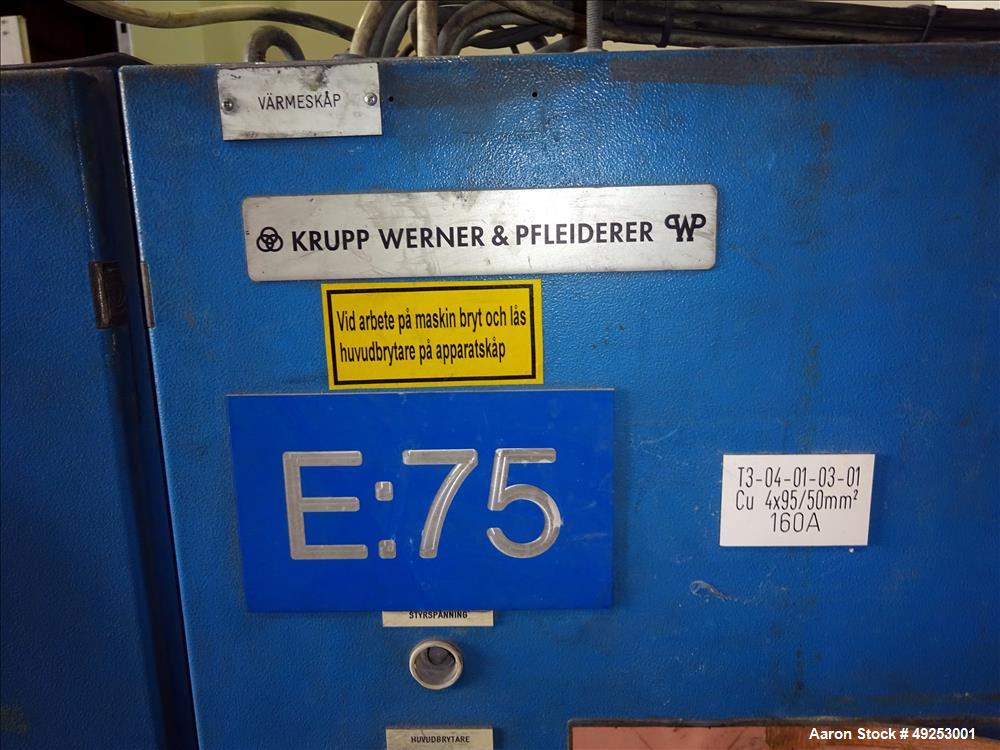 VÄRMESKÅP
KRUPP WERNER & PFLEIDERER WP
Vid arbete på maskin bryt och lås
huvudbrytare på apparatskåp
E:75
T3-04-01-03-01
Cu 4x95/50mm²
160A
STYRSPÄNNING
HUVUDBRYTARE
Aaron Stock # 49253001